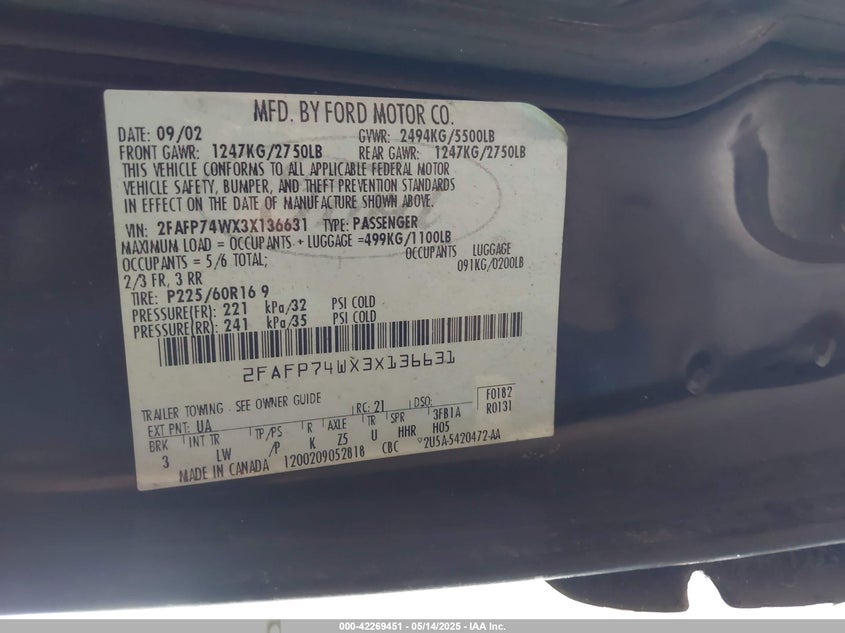 MFD. BY FORD MOTOR CO.
DATE: 09/02 GVWR: 2494KG/5500LB
FRONT GAWR: 1247KG/2750LB REAR GAWR: 1247KG/2750LB
THIS VEHICLE CONFORMS TO ALL APPLICABLE FEDERAL MOTOR
VEHICLE SAFETY, BUMPER, AND THEFT PREVENTION STANDARDS
IN EFFECT ON THE DATE OF MANUFACTURE SHOWN ABOVE.
VIN: 2FAFP74WX3X136631 TYPE: PASSENGER
MAXIMUM LOAD = OCCUPANTS + LUGGAGE =499KG/1100LB
OCCUPANTS = 5/6 TOTAL; OCCUPANTS LUGGAGE
2/3 FR, 3 RR 091KG/0200LB
TIRE: P225/60R16 9
PRESSURE(FR): 221 kPa/32 PSI COLD
PRESSURE(RR): 241 kPa/35 PSI COLD
2FAFP74WX3X136631
TRAILER TOWING - SEE OWNER GUIDE
EXT PNT: UA RC: 21 DSO: F0182
BRK INT TR TP/PS R AXLE TR SPR 3FB1A R0131
3 LW /P K Z5 U HHR H05
MADE IN CANADA 1200209052818 CBC 2U5A-5420472-AA
000-42269451 - 05/14/2025 - IAA Inc.